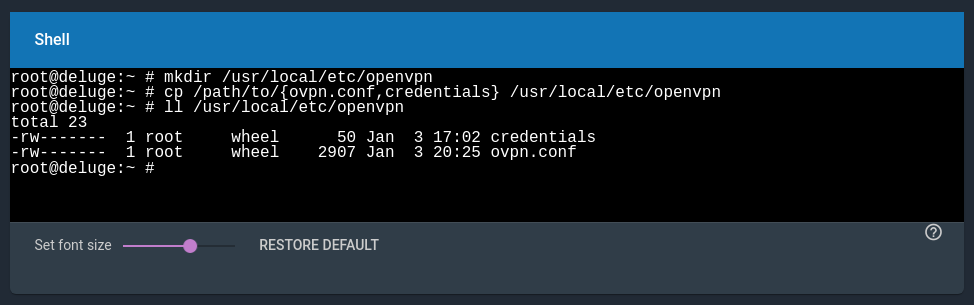 Shell
root@deluge:~ # mkdir /usr/local/etc/openvpn
root@deluge:~ # cp /path/to/{ovpn.conf,credentials} /usr/local/etc/openvpn
root@deluge:~ # ll /usr/local/etc/openvpn
total 23
-rw-------  1 root     wheel      50 Jan  3 17:02 credentials
-rw-------  1 root     wheel    2907 Jan  3 20:25 ovpn.conf
root@deluge:~ #
Set font size RESTORE DEFAULT